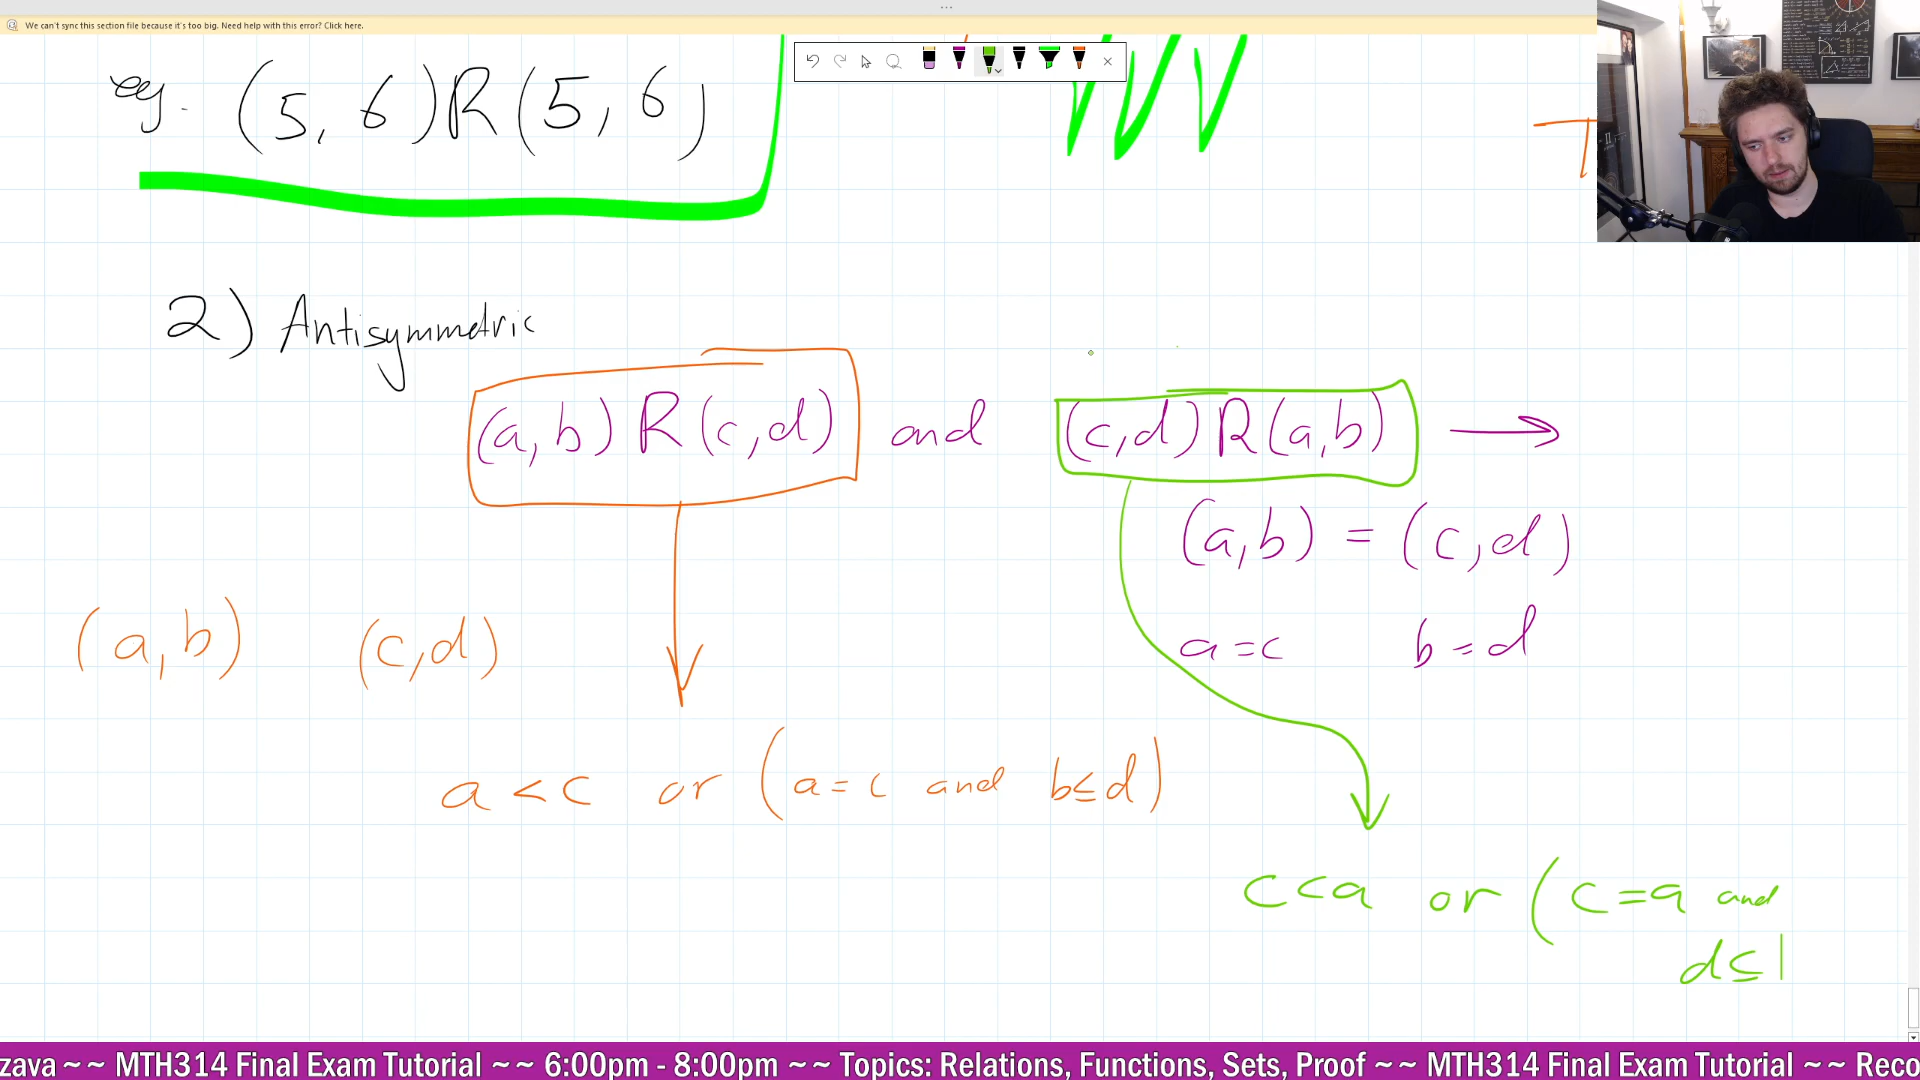 We can't sync this section file because it's too big. Need help with this error? Click here.
eg. (5, 6)R(5, 6)
2) Antisymmetric
(a, b) R (c, d) and (c, d) R (a, b) →
(a, b) = (c, d)
a = c b = d
(a, b) (c, d)
a < c or (a = c and b ≤ d)
c < a or (c = a and
d ≤
zava ~~ MTH314 Final Exam Tutorial ~~ 6:00pm - 8:00pm ~~ Topics: Relations, Functions, Sets, Proof ~~ MTH314 Final Exam Tutorial ~~ Reco